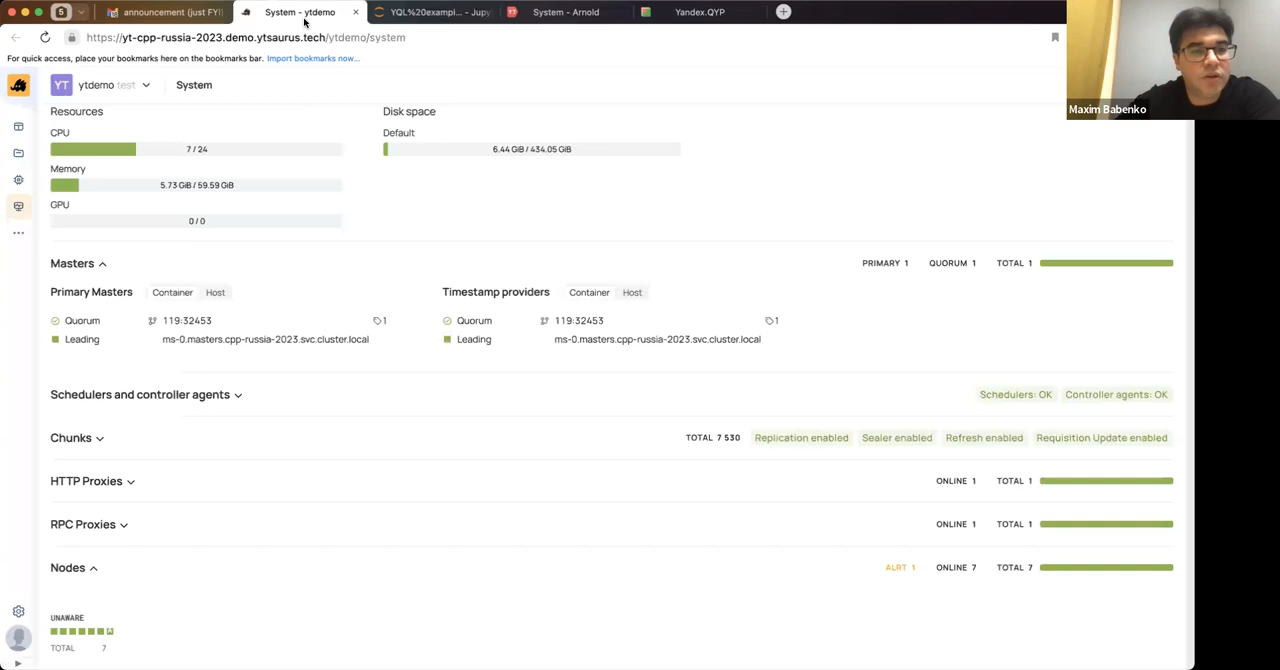 5 announcement (just FYI System - ytdemo YQL%20exampl... - Jupy System - Arnold Yandex.QYP
https://yt-cpp-russia-2023.demo.ytsaurus.tech/ytdemo/system
For quick access, place your bookmarks here on the bookmarks bar. Import bookmarks now...
YT ytdemo test System
Maxim Babenko
Resources Disk space
CPU Default
7 / 24 6.44 GiB / 434.05 GiB
Memory
5.73 GiB / 59.59 GiB
GPU
0 / 0
Masters PRIMARY 1 QUORUM 1 TOTAL 1
Primary Masters Container Host Timestamp providers Container Host
Quorum 119:32453 1 Quorum 119:32453 1
Leading ms-0.masters.cpp-russia-2023.svc.cluster.local Leading ms-0.masters.cpp-russia-2023.svc.cluster.local
Schedulers and controller agents Schedulers: OK Controller agents: OK
Chunks TOTAL 7 530 Replication enabled Sealer enabled Refresh enabled Requisition Update enabled
HTTP Proxies ONLINE 1 TOTAL 1
RPC Proxies ONLINE 1 TOTAL 1
Nodes ALRT 1 ONLINE 7 TOTAL 7
UNAWARE
A
TOTAL 7